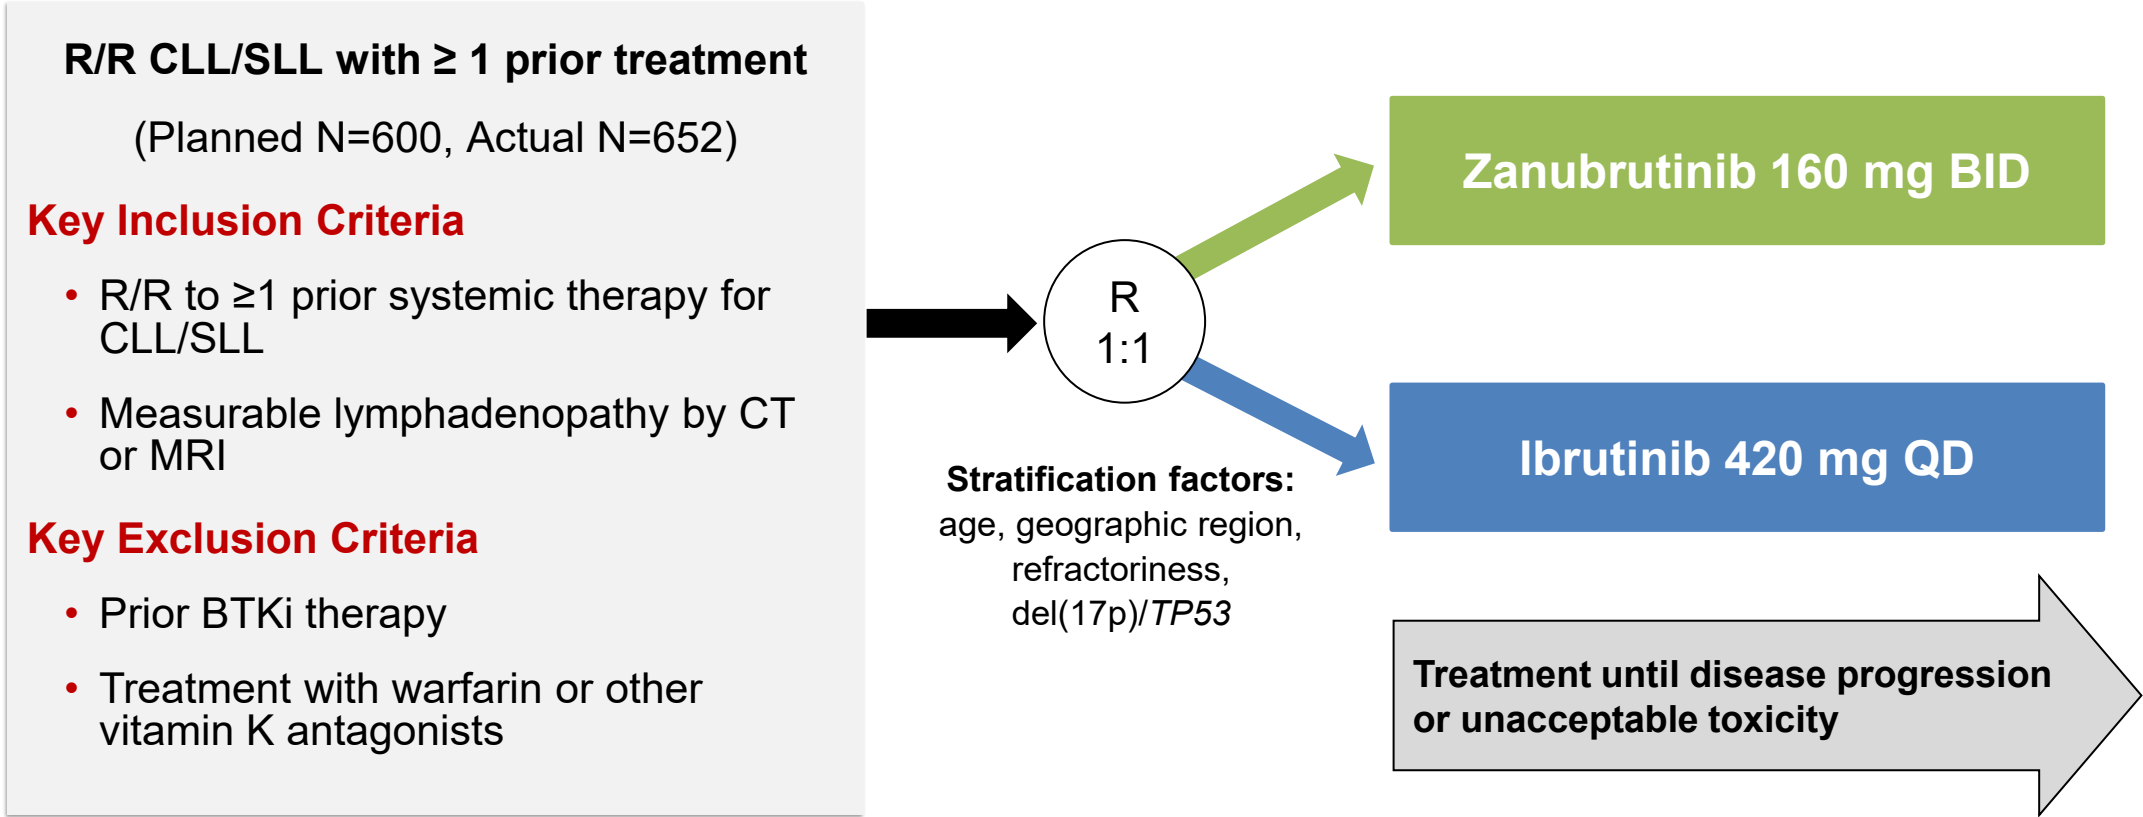 R/R CLL/SLL with ≥ 1 prior treatment
(Planned N=600, Actual N=652)
Key Inclusion Criteria
• R/R to ≥1 prior systemic therapy for
CLL/SLL
• Measurable lymphadenopathy by CT
or MRI
Key Exclusion Criteria
• Prior BTKi therapy
• Treatment with warfarin or other
vitamin K antagonists
R
1:1
Stratification factors:
age, geographic region,
refractoriness,
del(17p)/TP53
Zanubrutinib 160 mg BID
Ibrutinib 420 mg QD
Treatment until disease progression
or unacceptable toxicity